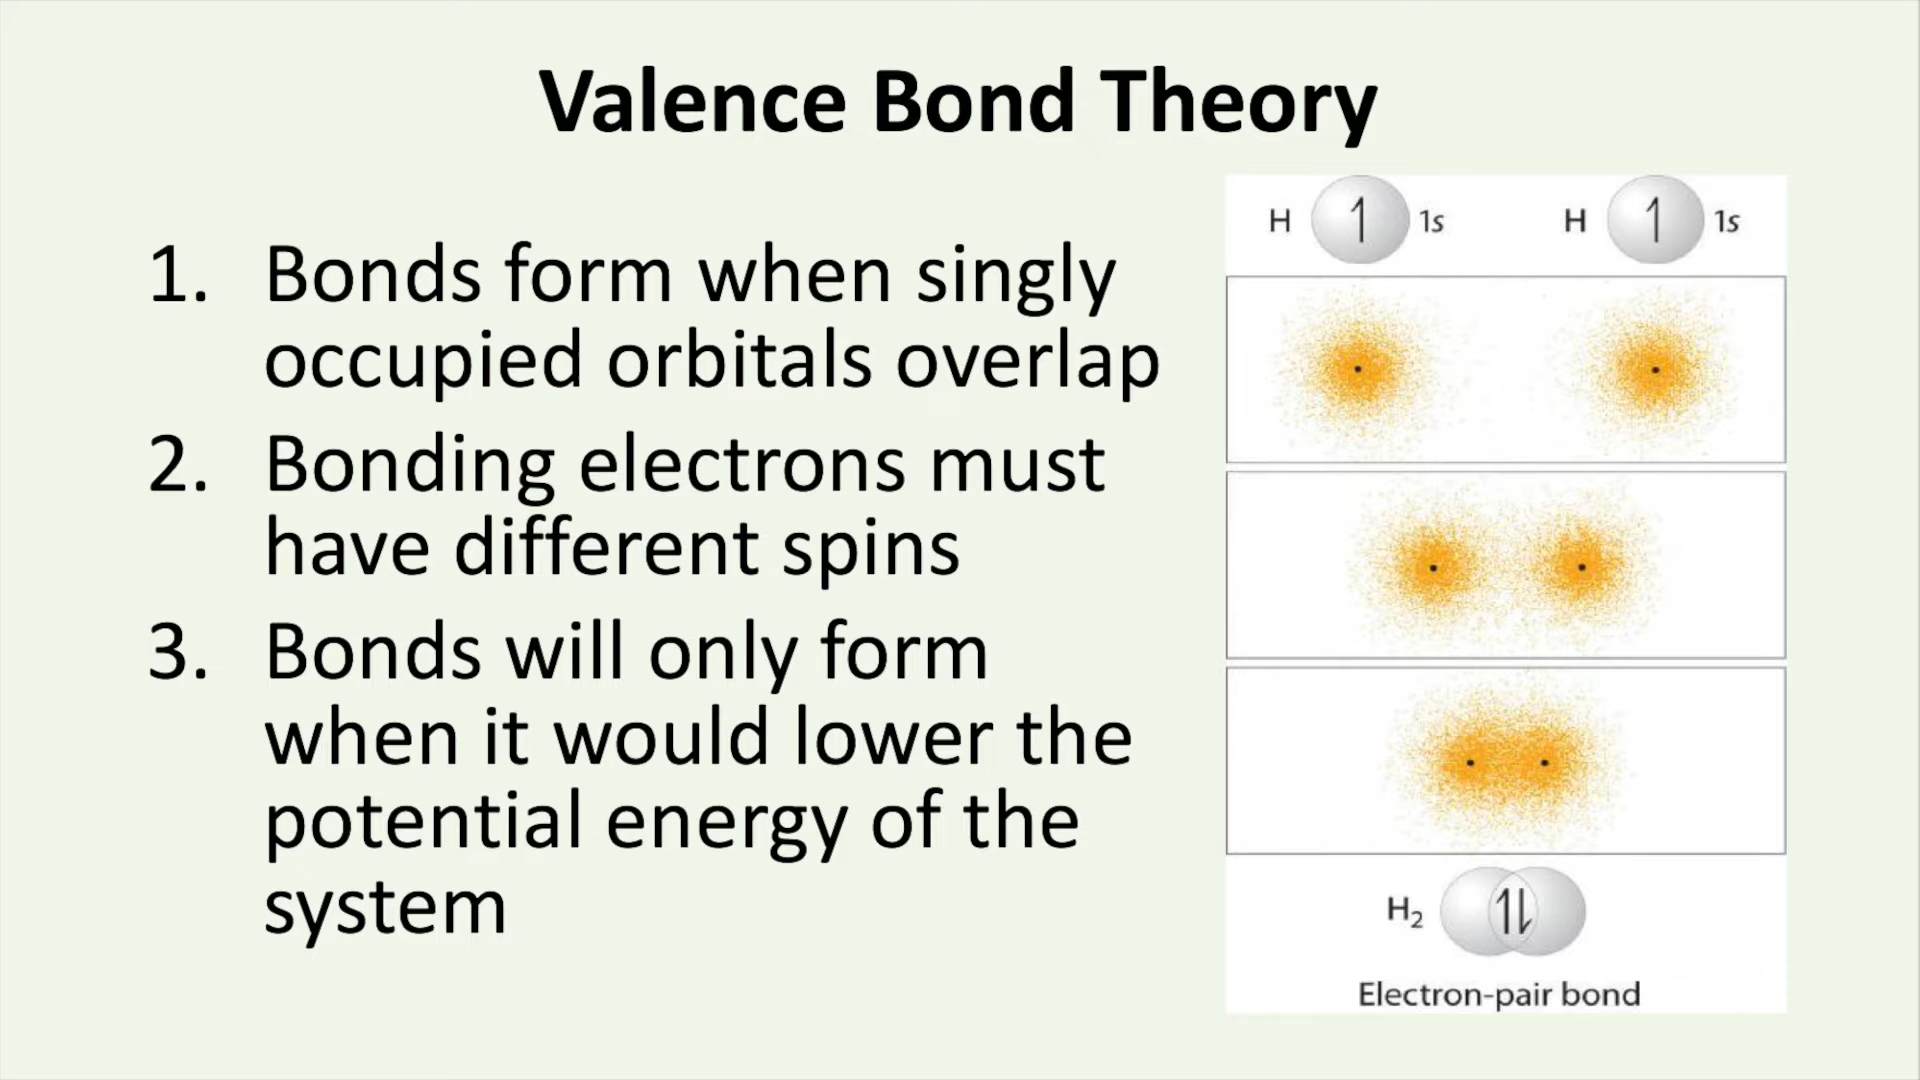 Valence Bond Theory
1. Bonds form when singly
occupied orbitals overlap
2. Bonding electrons must
have different spins
3. Bonds will only form
when it would lower the
potential energy of the
system
H 1s H 1s
H₂
Electron-pair bond